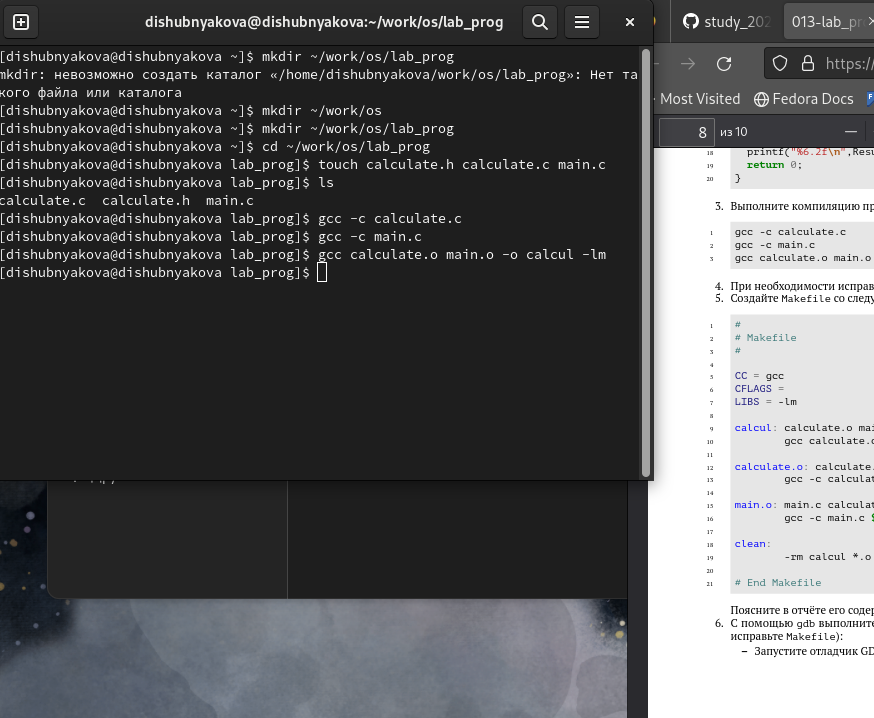 dishubnyakova@dishubnyakova:~/work/os/lab_prog
[dishubnyakova@dishubnyakova ~]$ mkdir ~/work/os/lab_prog
mkdir: невозможно создать каталог «/home/dishubnyakova/work/os/lab_prog»: Нет та
кого файла или каталога
[dishubnyakova@dishubnyakova ~]$ mkdir ~/work/os
[dishubnyakova@dishubnyakova ~]$ mkdir ~/work/os/lab_prog
[dishubnyakova@dishubnyakova ~]$ cd ~/work/os/lab_prog
[dishubnyakova@dishubnyakova lab_prog]$ touch calculate.h calculate.c main.c
[dishubnyakova@dishubnyakova lab_prog]$ ls
calculate.c  calculate.h  main.c
[dishubnyakova@dishubnyakova lab_prog]$ gcc -c calculate.c
[dishubnyakova@dishubnyakova lab_prog]$ gcc -c main.c
[dishubnyakova@dishubnyakova lab_prog]$ gcc calculate.o main.o -o calcul -lm
[dishubnyakova@dishubnyakova lab_prog]$
study_202
013-lab_pr
https://
Most Visited Fedora Docs
8 из 10
18 printf("%6.2f\n",Resu
19 return 0;
20 }
3. Выполните компиляцию пр
1 gcc -c calculate.c
2 gcc -c main.c
3 gcc calculate.o main.o
4. При необходимости исправ
5. Создайте Makefile со следу
1 #
2 # Makefile
3 #
4
5 CC = gcc
6 CFLAGS =
7 LIBS = -lm
8
9 calcul: calculate.o mai
10 gcc calculate.o
11
12 calculate.o: calculate.
13 gcc -c calculat
14
15 main.o: main.c calculat
16 gcc -c main.c $
17
18 clean:
19 -rm calcul *.o
20
21 # End Makefile
Поясните в отчёте его содер
6. С помощью gdb выполните
исправьте Makefile):
– Запустите отладчик GD